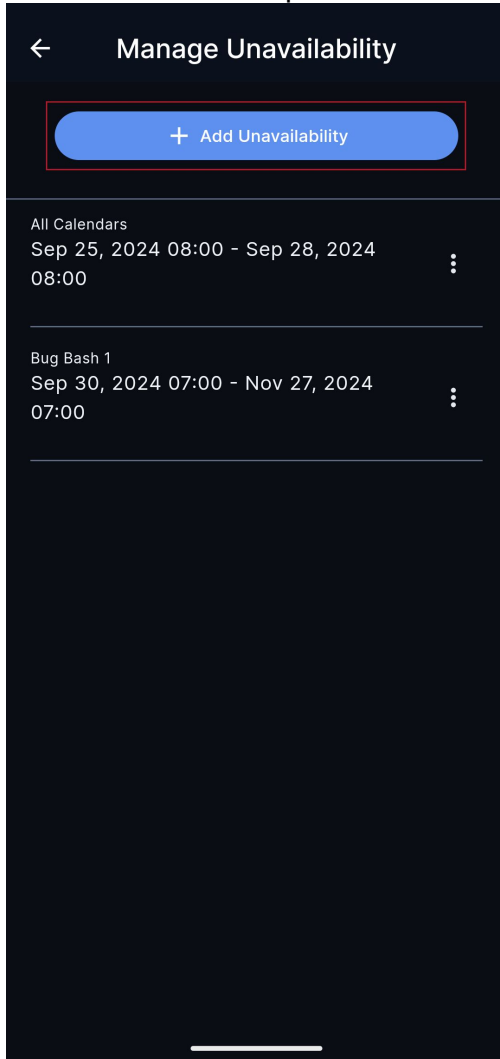 Manage Unavailability
+ Add Unavailability
All Calendars
Sep 25, 2024 08:00 - Sep 28, 2024
08:00
Bug Bash 1
Sep 30, 2024 07:00 - Nov 27, 2024
07:00